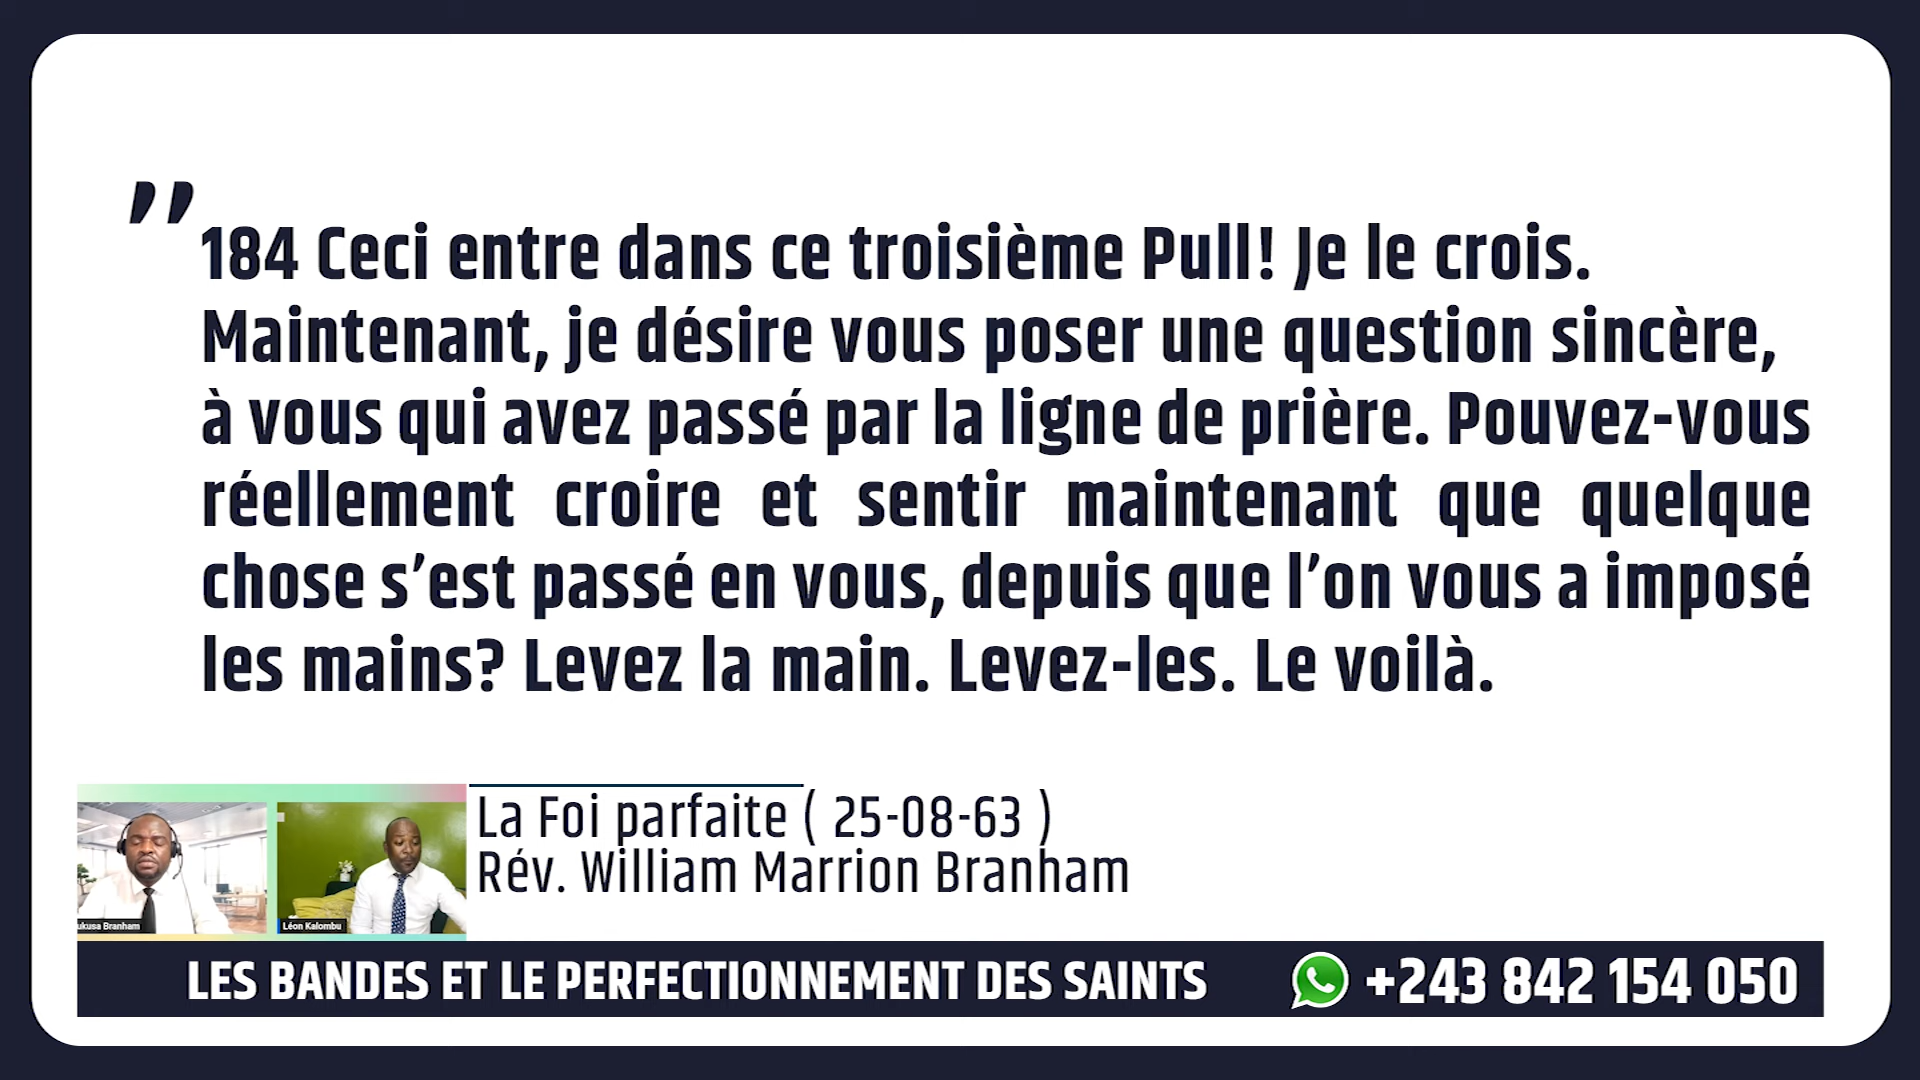 ”
184 Ceci entre dans ce troisième Pull! Je le crois.
Maintenant, je désire vous poser une question sincère,
à vous qui avez passé par la ligne de prière. Pouvez-vous
réellement croire et sentir maintenant que quelque
chose s’est passé en vous, depuis que l’on vous a imposé
les mains? Levez la main. Levez-les. Le voilà.
La Foi parfaite ( 25-08-63 )
Rév. William Marrion Branham
ukusa Branham
Léon Kalombu
LES BANDES ET LE PERFECTIONNEMENT DES SAINTS
+243 842 154 050